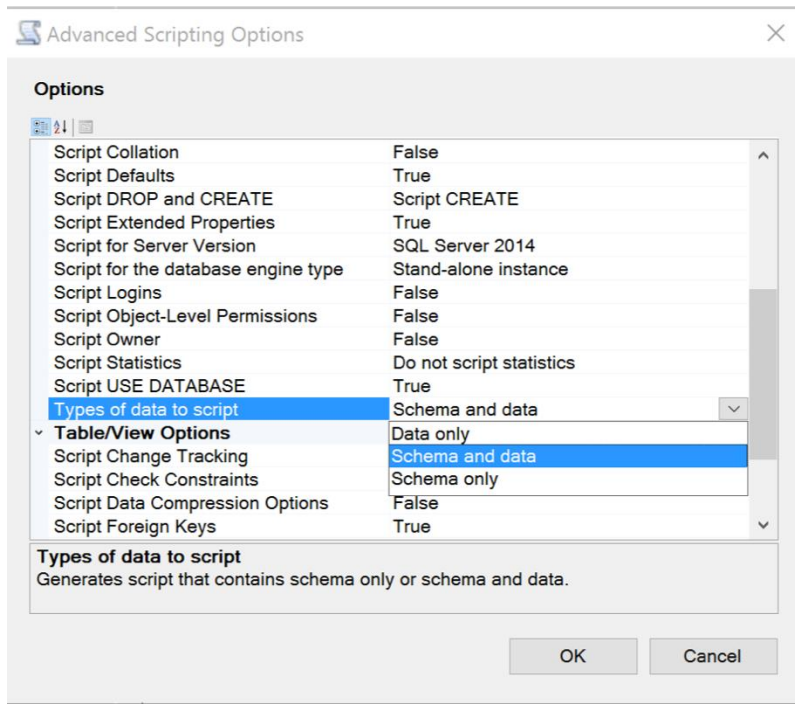 Advanced Scripting Options
Options
Script Collation False
Script Defaults True
Script DROP and CREATE Script CREATE
Script Extended Properties True
Script for Server Version SQL Server 2014
Script for the database engine type Stand-alone instance
Script Logins False
Script Object-Level Permissions False
Script Owner False
Script Statistics Do not script statistics
Script USE DATABASE True
Types of data to script Schema and data
Table/View Options Data only
Script Change Tracking Schema and data
Script Check Constraints Schema only
Script Data Compression Options False
Script Foreign Keys True
Types of data to script
Generates script that contains schema only or schema and data.
OK Cancel